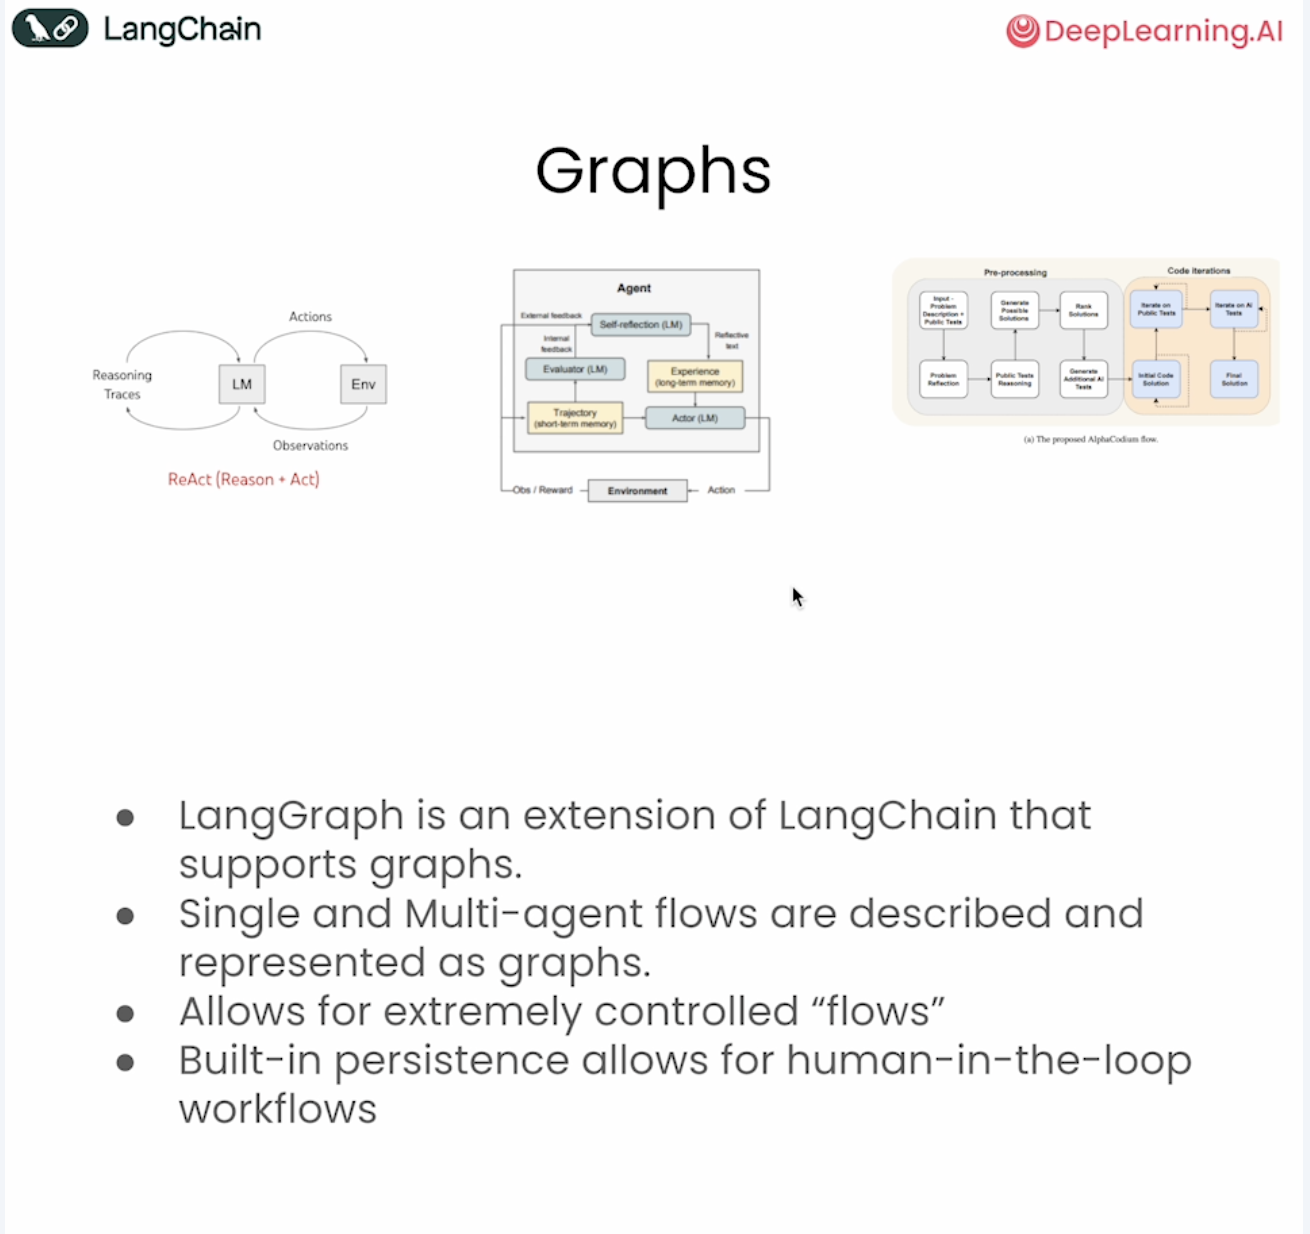 LangChain
DeepLearning.AI
Graphs
Actions
Reasoning
Traces
LM
Env
Observations
ReAct (Reason + Act)
Agent
External feedback
Self-reflection (LM)
Internal
feedback
Reflective
text
Evaluator (LM)
Experience
(long-term memory)
Trajectory
(short-term memory)
Actor (LM)
Obs / Reward
Environment
Action
Pre-processing
Code iterations
Input -
Problem
Description +
Public Tests
Generate
Possible
Solutions
Rank
Solutions
Iterate on
Public Tests
Iterate on AI
Tests
Problem
Reflection
Public Tests
Reasoning
Generate
Additional AI
Tests
Initial Code
Solution
Final
Solution
(a) The proposed AlphaCodium flow.
● LangGraph is an extension of LangChain that
supports graphs.
● Single and Multi-agent flows are described and
represented as graphs.
● Allows for extremely controlled “flows”
● Built-in persistence allows for human-in-the-loop
workflows